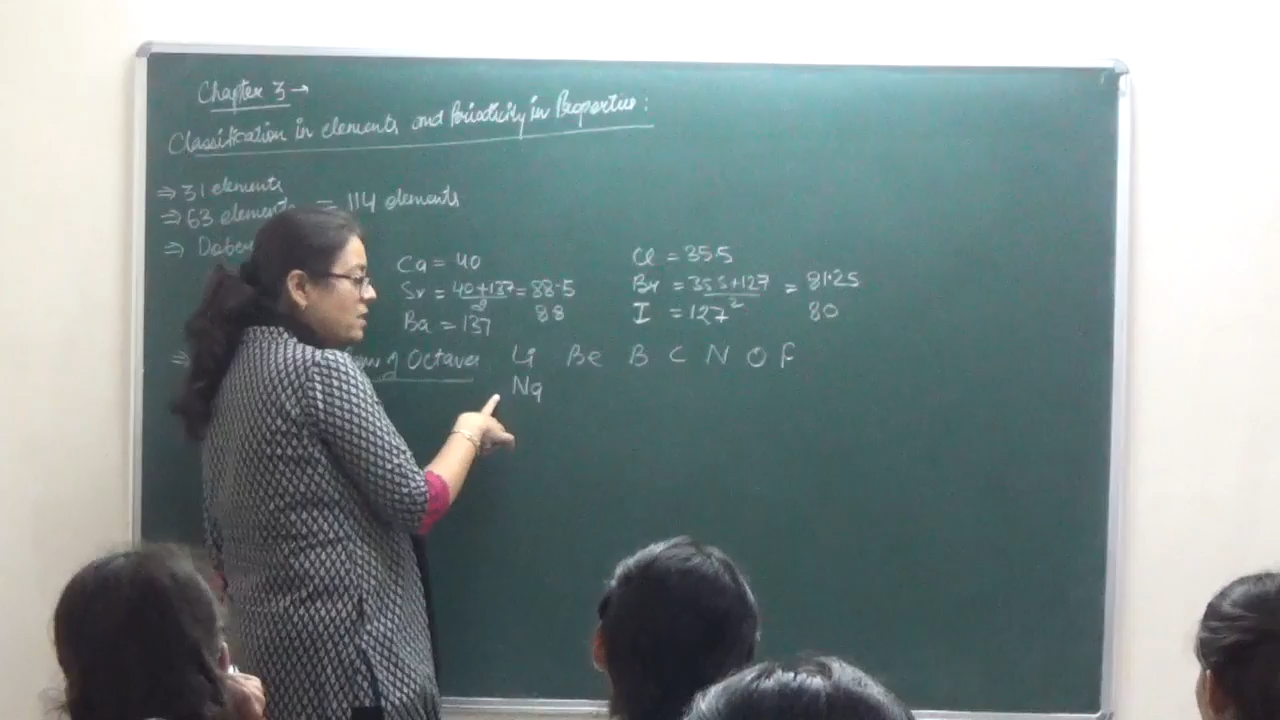 Chapter 3 →
Classification in elements and Periodicity in Properties:
⇒ 31 elements
⇒ 63 elements = 114 elements
⇒ Dobe
Ca = 40
Sr = 40+137/2 = 88.5
88
Ba = 137
Cl = 35.5
Br = 35.5+127/2 = 81.25
I = 127
80
⇒ of Octaves Li Be B C N O F
Na